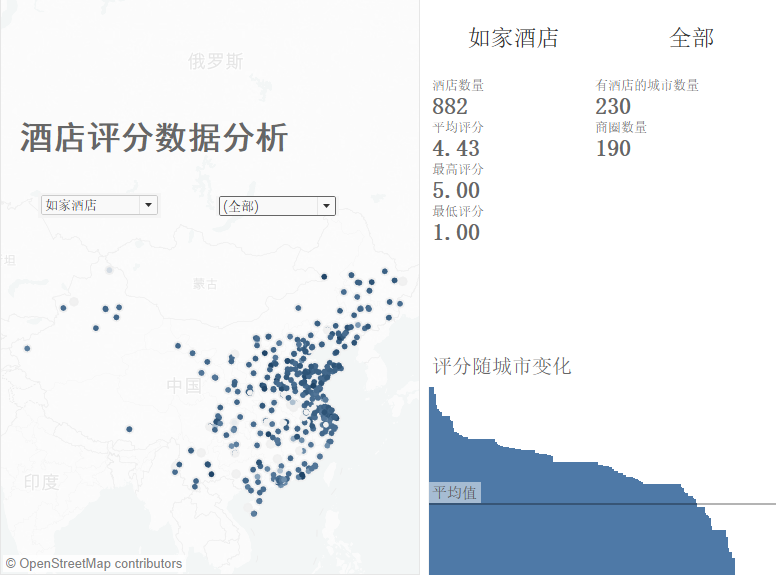 俄罗斯
酒店评分数据分析
如家酒店
(全部)
坦
蒙古
中国
印度
© OpenStreetMap contributors
如家酒店
全部
酒店数量
882
平均评分
4.43
最高评分
5.00
最低评分
1.00
有酒店的城市数量
230
商圈数量
190
评分随城市变化
平均值